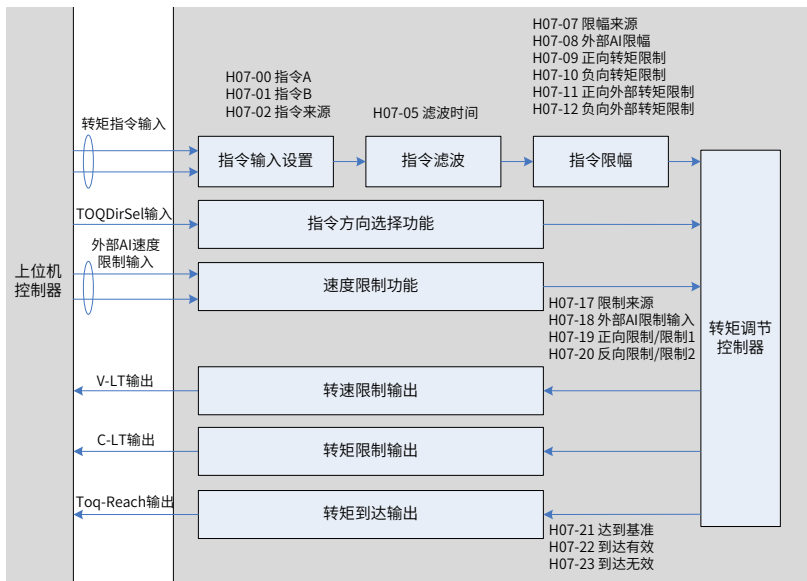 H07-07 限幅来源
H07-08 外部AI限幅
H07-09 正向转矩限制
H07-10 负向转矩限制
H07-11 正向外部转矩限制
H07-12 负向外部转矩限制
H07-00 指令A
H07-01 指令B
H07-02 指令来源
H07-05 滤波时间
转矩指令输入
指令输入设置
指令滤波
指令限幅
TOQDirSel输入
指令方向选择功能
外部AI速度
限制输入
速度限制功能
上位机
控制器
H07-17 限制来源
H07-18 外部AI限制输入
H07-19 正向限制/限制1
H07-20 反向限制/限制2
转矩调节
控制器
V-LT输出
转速限制输出
C-LT输出
转矩限制输出
Toq-Reach输出
转矩到达输出
H07-21 达到基准
H07-22 到达有效
H07-23 到达无效